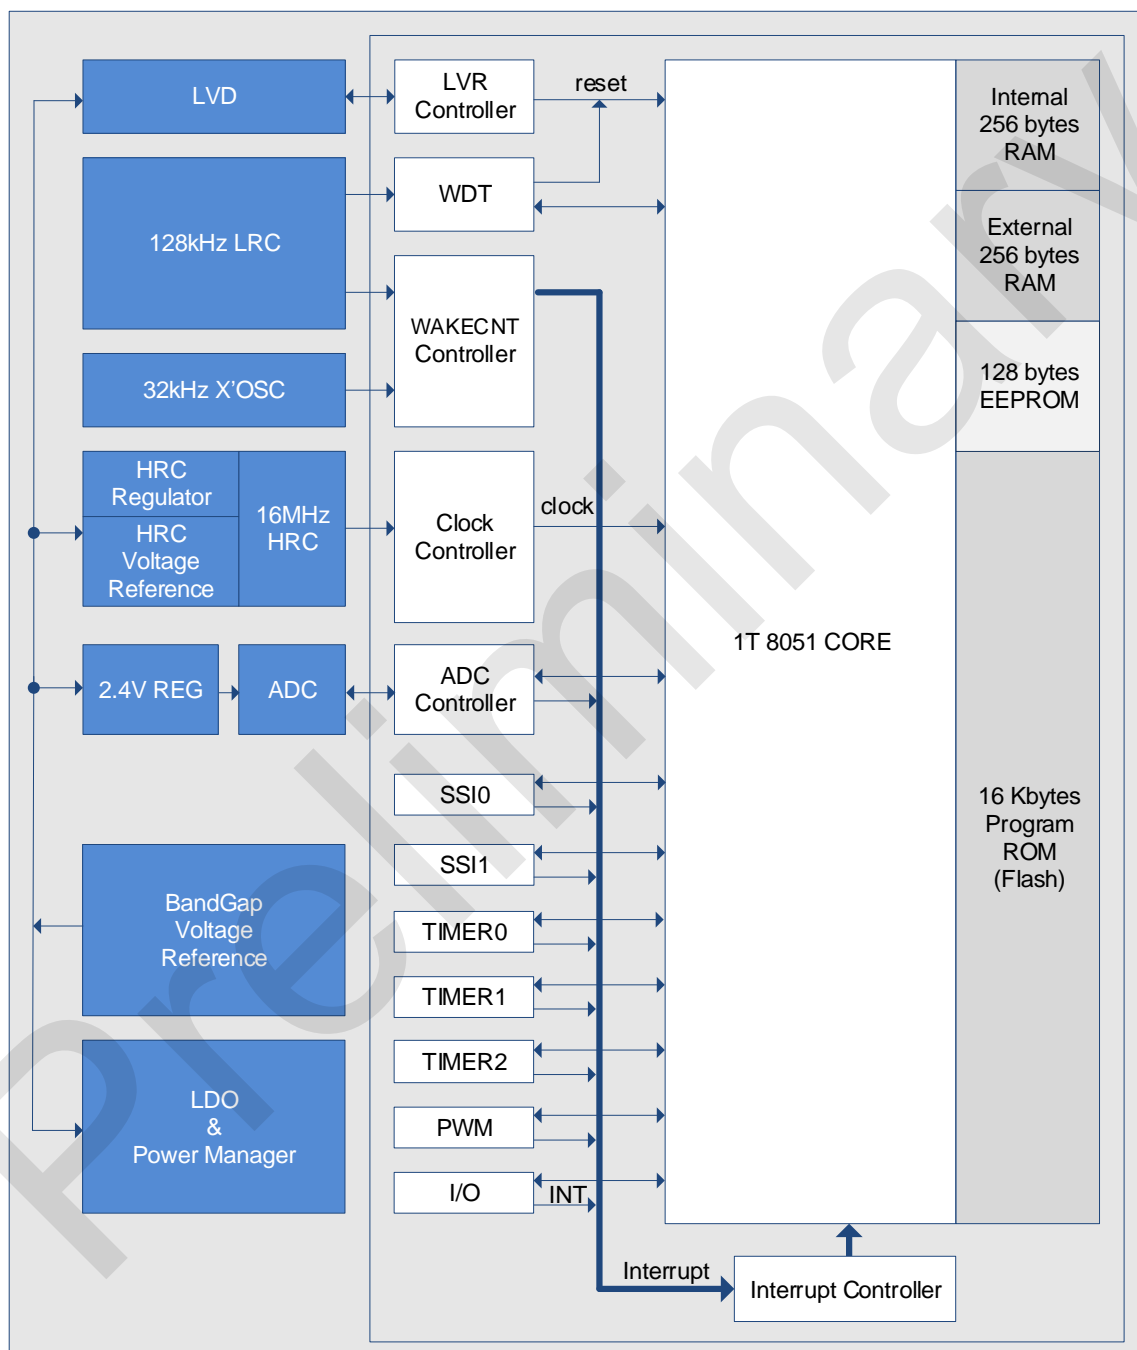 LVD
LVR
Controller
reset
Internal
256 bytes
RAM
128kHz LRC
WDT
External
256 bytes
RAM
WAKECNT
Controller
32kHz X'OSC
128 bytes
EEPROM
HRC
Regulator
HRC
Voltage
Reference
16MHz
HRC
Clock
Controller
clock
1T 8051 CORE
2.4V REG
ADC
ADC
Controller
SSI0
SSI1
16 Kbytes
Program
ROM
(Flash)
BandGap
Voltage
Reference
TIMER0
TIMER1
TIMER2
LDO
&
Power Manager
PWM
I/O
INT
Interrupt
Interrupt Controller
Preliminary